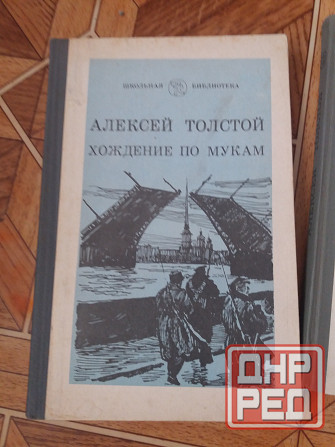 ШКОЛЬНАЯ БИБЛИОТЕКА
АЛЕКСЕЙ ТОЛСТОЙ
ХОЖДЕНИЕ ПО МУКАМ
ДНР
РЕД